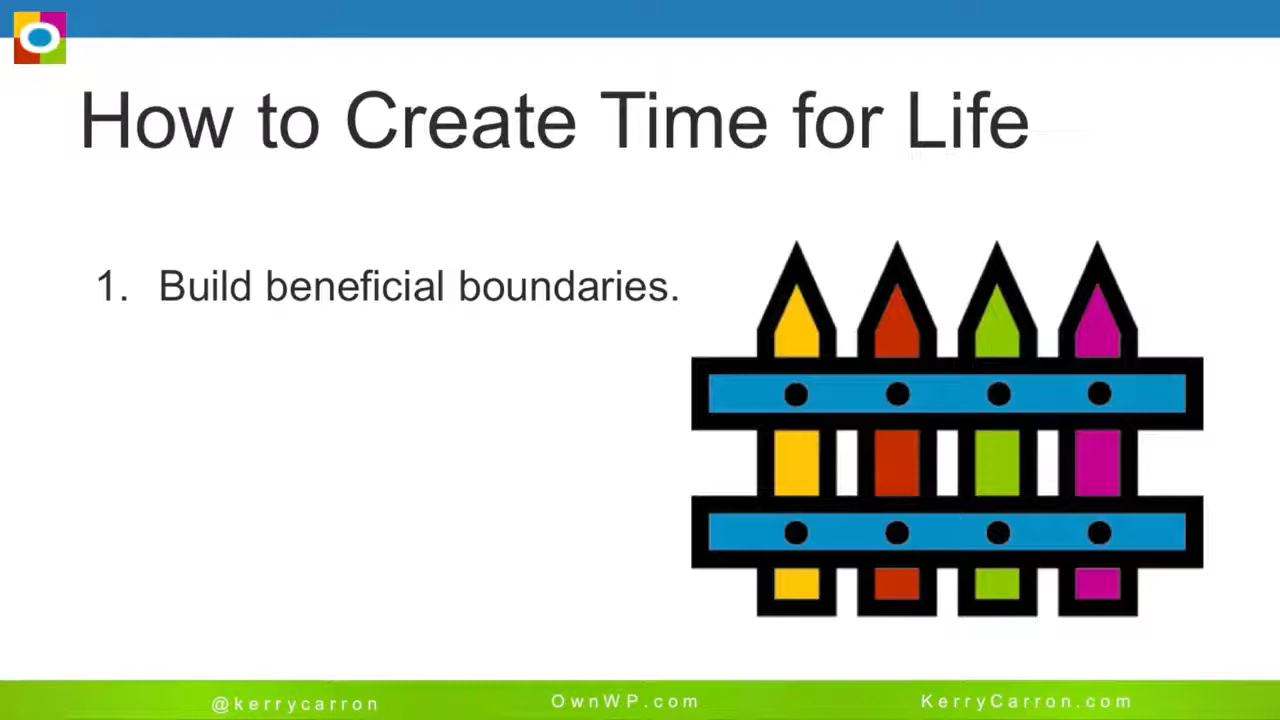 How to Create Time for Life
1. Build beneficial boundaries.
@kerrycarron
OwnWP.com
KerryCarron.com